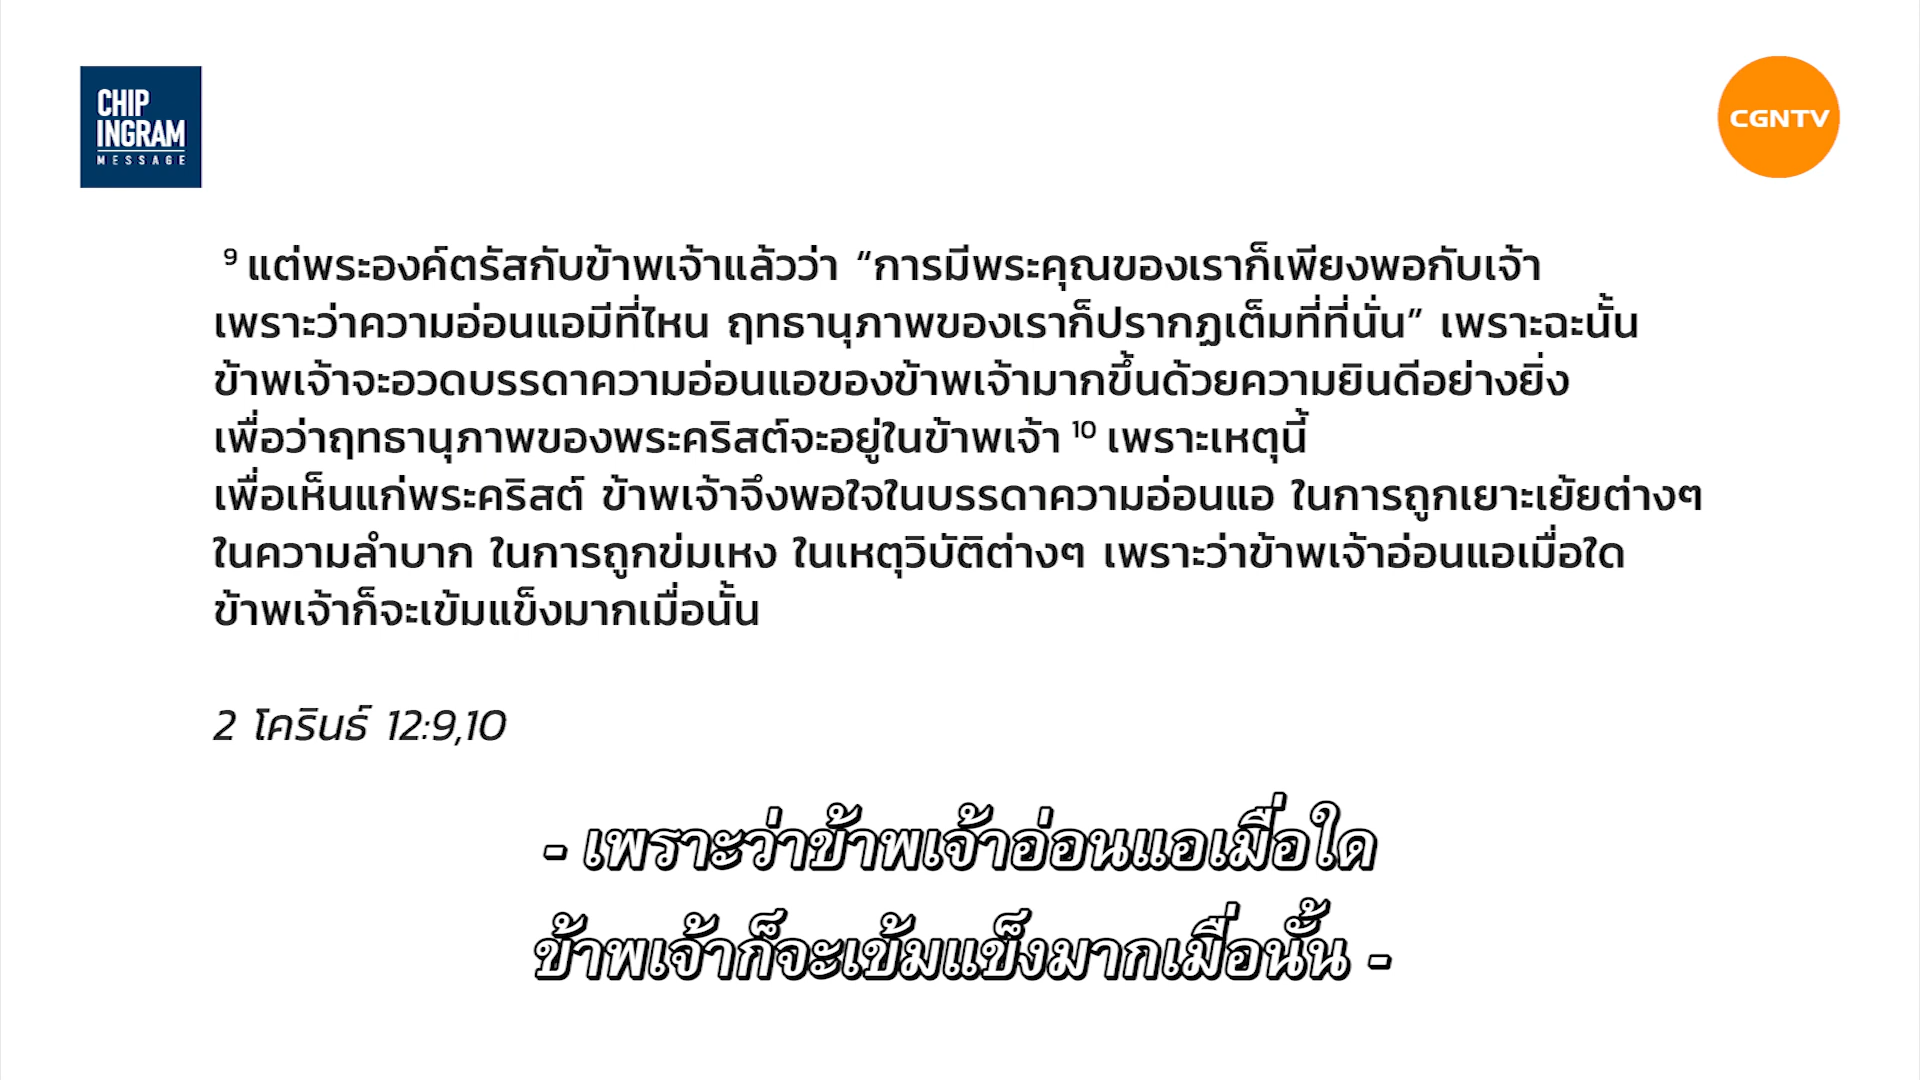 CHIP
INGRAM
MESSAGE
CGNTV
⁹ แต่พระองค์ตรัสกับข้าพเจ้าแล้วว่า “การมีพระคุณของเราก็เพียงพอกับเจ้า
เพราะว่าความอ่อนแอมีที่ไหน ฤทธานุภาพของเราก็ปรากฏเต็มที่ที่นั่น” เพราะฉะนั้น
ข้าพเจ้าจะอวดบรรดาความอ่อนแอของข้าพเจ้ามากขึ้นด้วยความยินดีอย่างยิ่ง
เพื่อว่าฤทธานุภาพของพระคริสต์จะอยู่ในข้าพเจ้า ¹⁰ เพราะเหตุนี้
เพื่อเห็นแก่พระคริสต์ ข้าพเจ้าจึงพอใจในบรรดาความอ่อนแอ ในการถูกเยาะเย้ยต่างๆ
ในความลำบาก ในการถูกข่มเหง ในเหตุวิบัติต่างๆ เพราะว่าข้าพเจ้าอ่อนแอเมื่อใด
ข้าพเจ้าก็จะเข้มแข็งมากเมื่อนั้น
2 โครินธ์ 12:9,10
- เพราะว่าข้าพเจ้าอ่อนแอเมื่อใด
ข้าพเจ้าก็จะเข้มแข็งมากเมื่อนั้น -